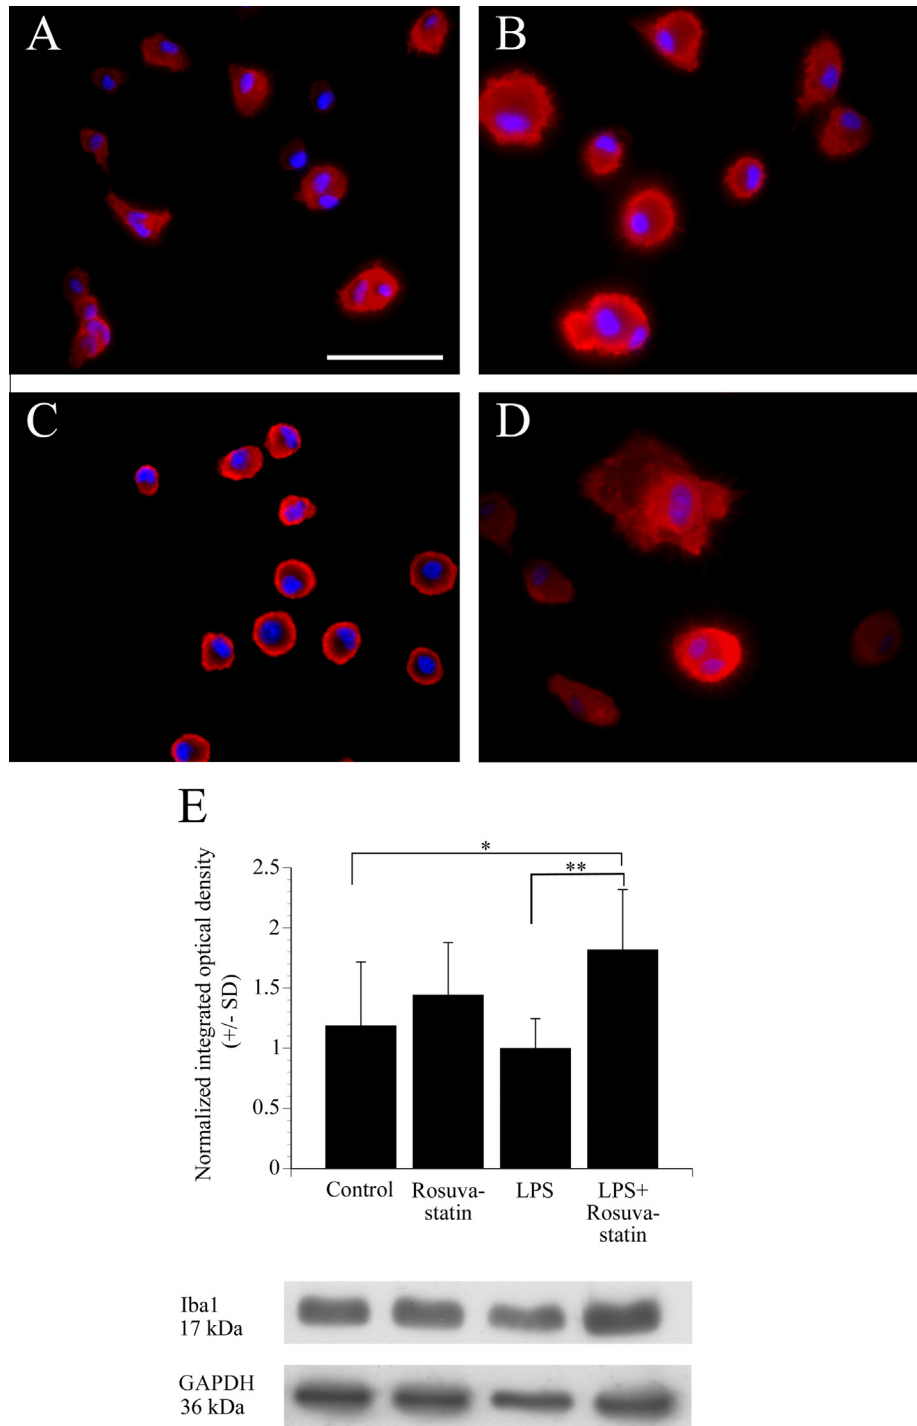 A
B
C
D
E
Normalized integrated optical density
(+/- SD)
2.5
2
1.5
1
0.5
0
*
**
Control
Rosuva-
statin
LPS
LPS+
Rosuva-
statin
Iba1
17 kDa
GAPDH
36 kDa